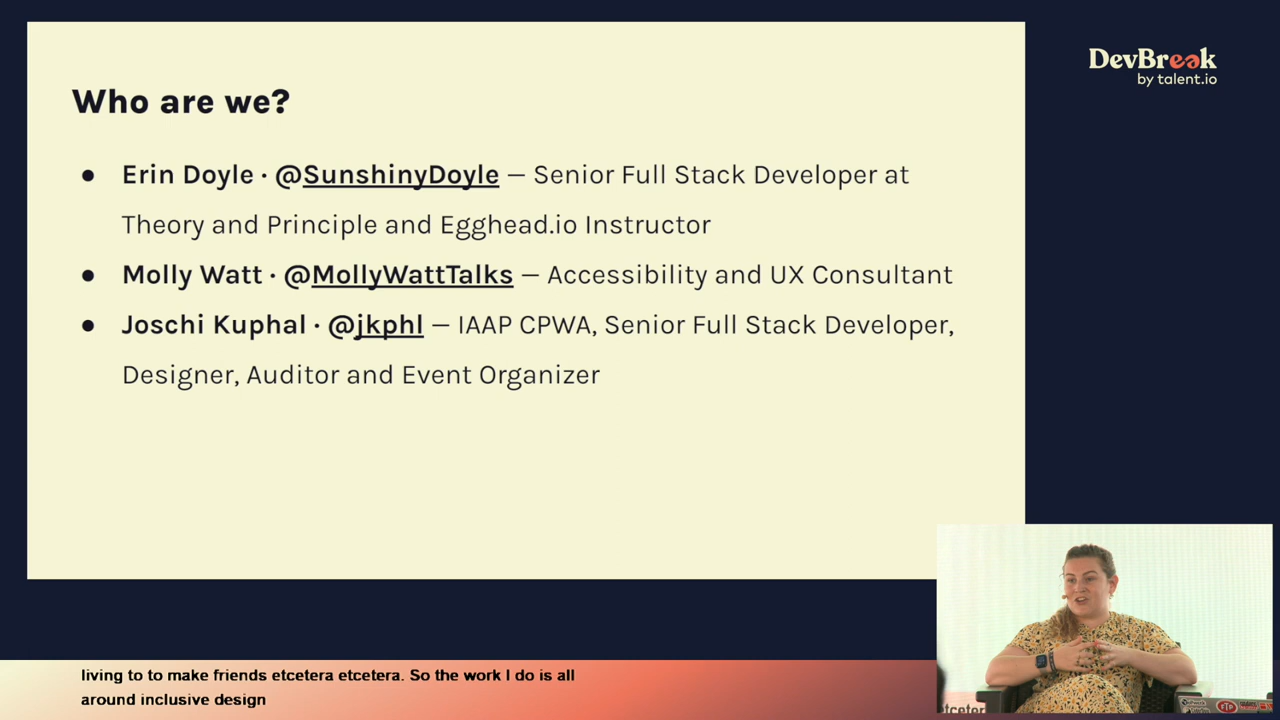 DevBreak
by talent.io
Who are we?
● Erin Doyle · @SunshinyDoyle — Senior Full Stack Developer at
Theory and Principle and Egghead.io Instructor
● Molly Watt · @MollyWattTalks — Accessibility and UX Consultant
● Joschi Kuphal · @jkphl — IAAP CPWA, Senior Full Stack Developer,
Designer, Auditor and Event Organizer
living to to make friends etcetera etcetera. So the work I do is all
around inclusive design